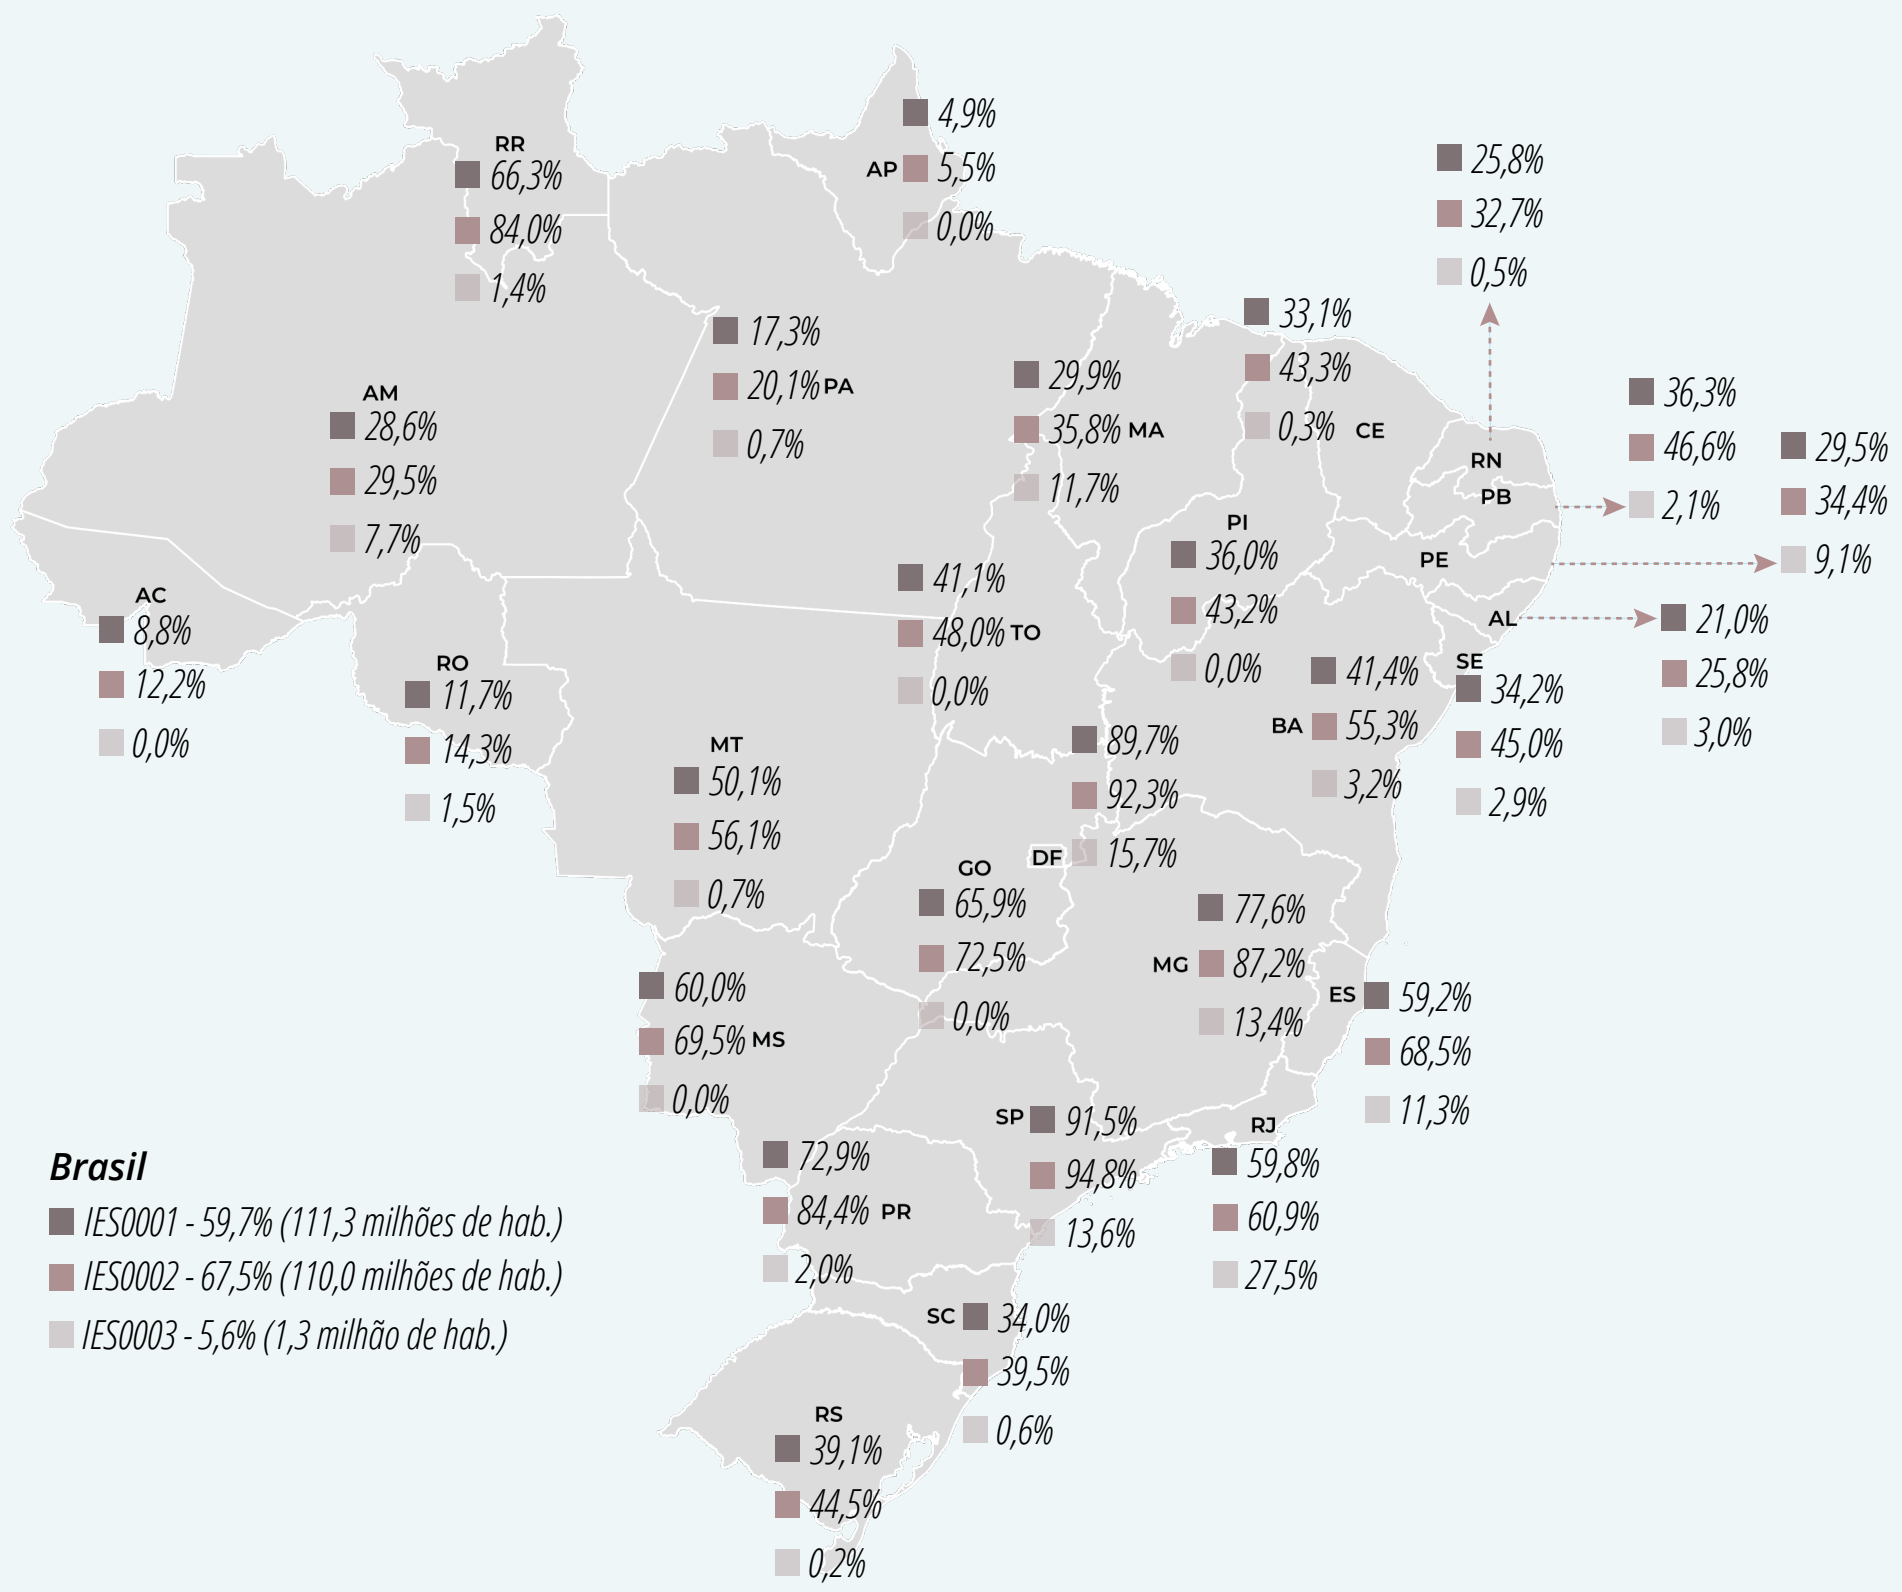 RR
66,3%
84,0%
1,4%
4,9%
AP
5,5%
0,0%
25,8%
32,7%
0,5%
17,3%
20,1%
PA
0,7%
33,1%
43,3%
0,3%
CE
29,9%
35,8%
MA
11,7%
AM
28,6%
29,5%
7,7%
RN
PB
36,3%
46,6%
2,1%
29,5%
34,4%
9,1%
PE
PI
36,0%
43,2%
0,0%
AC
8,8%
12,2%
0,0%
41,1%
48,0%
TO
0,0%
AL
21,0%
25,8%
3,0%
RO
11,7%
14,3%
1,5%
SE
34,2%
45,0%
2,9%
41,4%
BA
55,3%
3,2%
MT
50,1%
56,1%
0,7%
89,7%
92,3%
DF
15,7%
GO
65,9%
72,5%
0,0%
77,6%
MG
87,2%
13,4%
60,0%
69,5%
MS
0,0%
ES
59,2%
68,5%
11,3%
SP
91,5%
94,8%
13,6%
RJ
59,8%
60,9%
27,5%
72,9%
84,4%
PR
2,0%
SC
34,0%
39,5%
0,6%
RS
39,1%
44,5%
0,2%
Brasil
IES0001 - 59,7% (111,3 milhões de hab.)
IES0002 - 67,5% (110,0 milhões de hab.)
IES0003 - 5,6% (1,3 milhão de hab.)